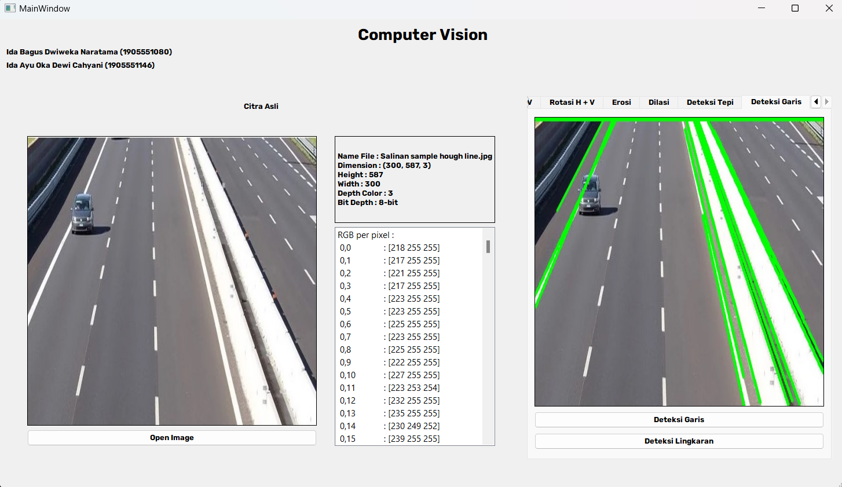 MainWindow
Computer Vision
Ida Bagus Dwiweka Naratama (1905551080)
Ida Ayu Oka Dewi Cahyani (1905551146)
Citra Asli
Open Image
Name File : Salinan sample hough line.jpg
Dimension : (300, 587, 3)
Height : 587
Width : 300
Depth Color : 3
Bit Depth : 8-bit
RGB per pixel :
0,0 : [218 255 255]
0,1 : [217 255 255]
0,2 : [221 255 255]
0,3 : [217 255 255]
0,4 : [223 255 255]
0,5 : [223 255 255]
0,6 : [225 255 255]
0,7 : [223 255 255]
0,8 : [225 255 255]
0,9 : [222 255 255]
0,10 : [227 255 255]
0,11 : [223 253 254]
0,12 : [232 255 255]
0,13 : [235 255 255]
0,14 : [230 249 252]
0,15 : [239 255 255]
V Rotasi H + V Erosi Dilasi Deteksi Tepi Deteksi Garis
Deteksi Garis
Deteksi Lingkaran